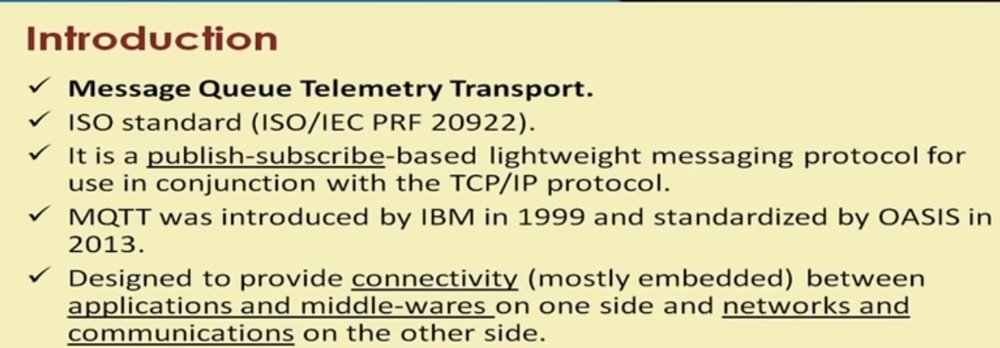 Introduction
✓ Message Queue Telemetry Transport.
✓ ISO standard (ISO/IEC PRF 20922).
✓ It is a publish-subscribe-based lightweight messaging protocol for
use in conjunction with the TCP/IP protocol.
✓ MQTT was introduced by IBM in 1999 and standardized by OASIS in
2013.
✓ Designed to provide connectivity (mostly embedded) between
applications and middle-wares on one side and networks and
communications on the other side.